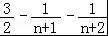 3/2 - 1/(n+1) - 1/(n+2)